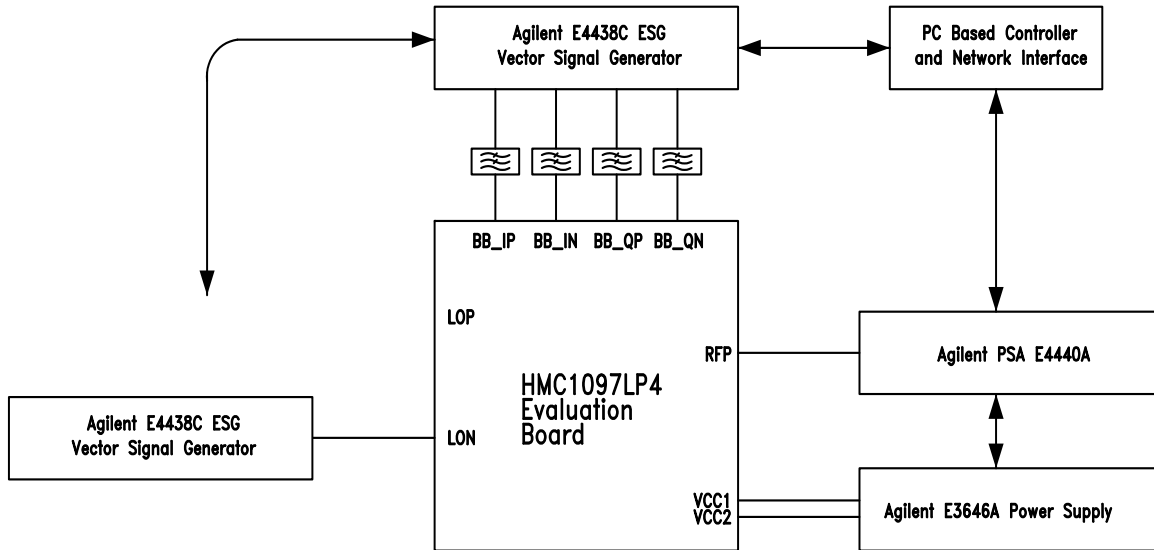 Agilent E4438C ESG
Vector Signal Generator
PC Based Controller
and Network Interface
BB_IP BB_IN BB_QP BB_QN
LOP
RFP
Agilent PSA E4440A
HMC1097LP4
Evaluation
Board
Agilent E4438C ESG
Vector Signal Generator
LON
VCC1
VCC2
Agilent E3646A Power Supply